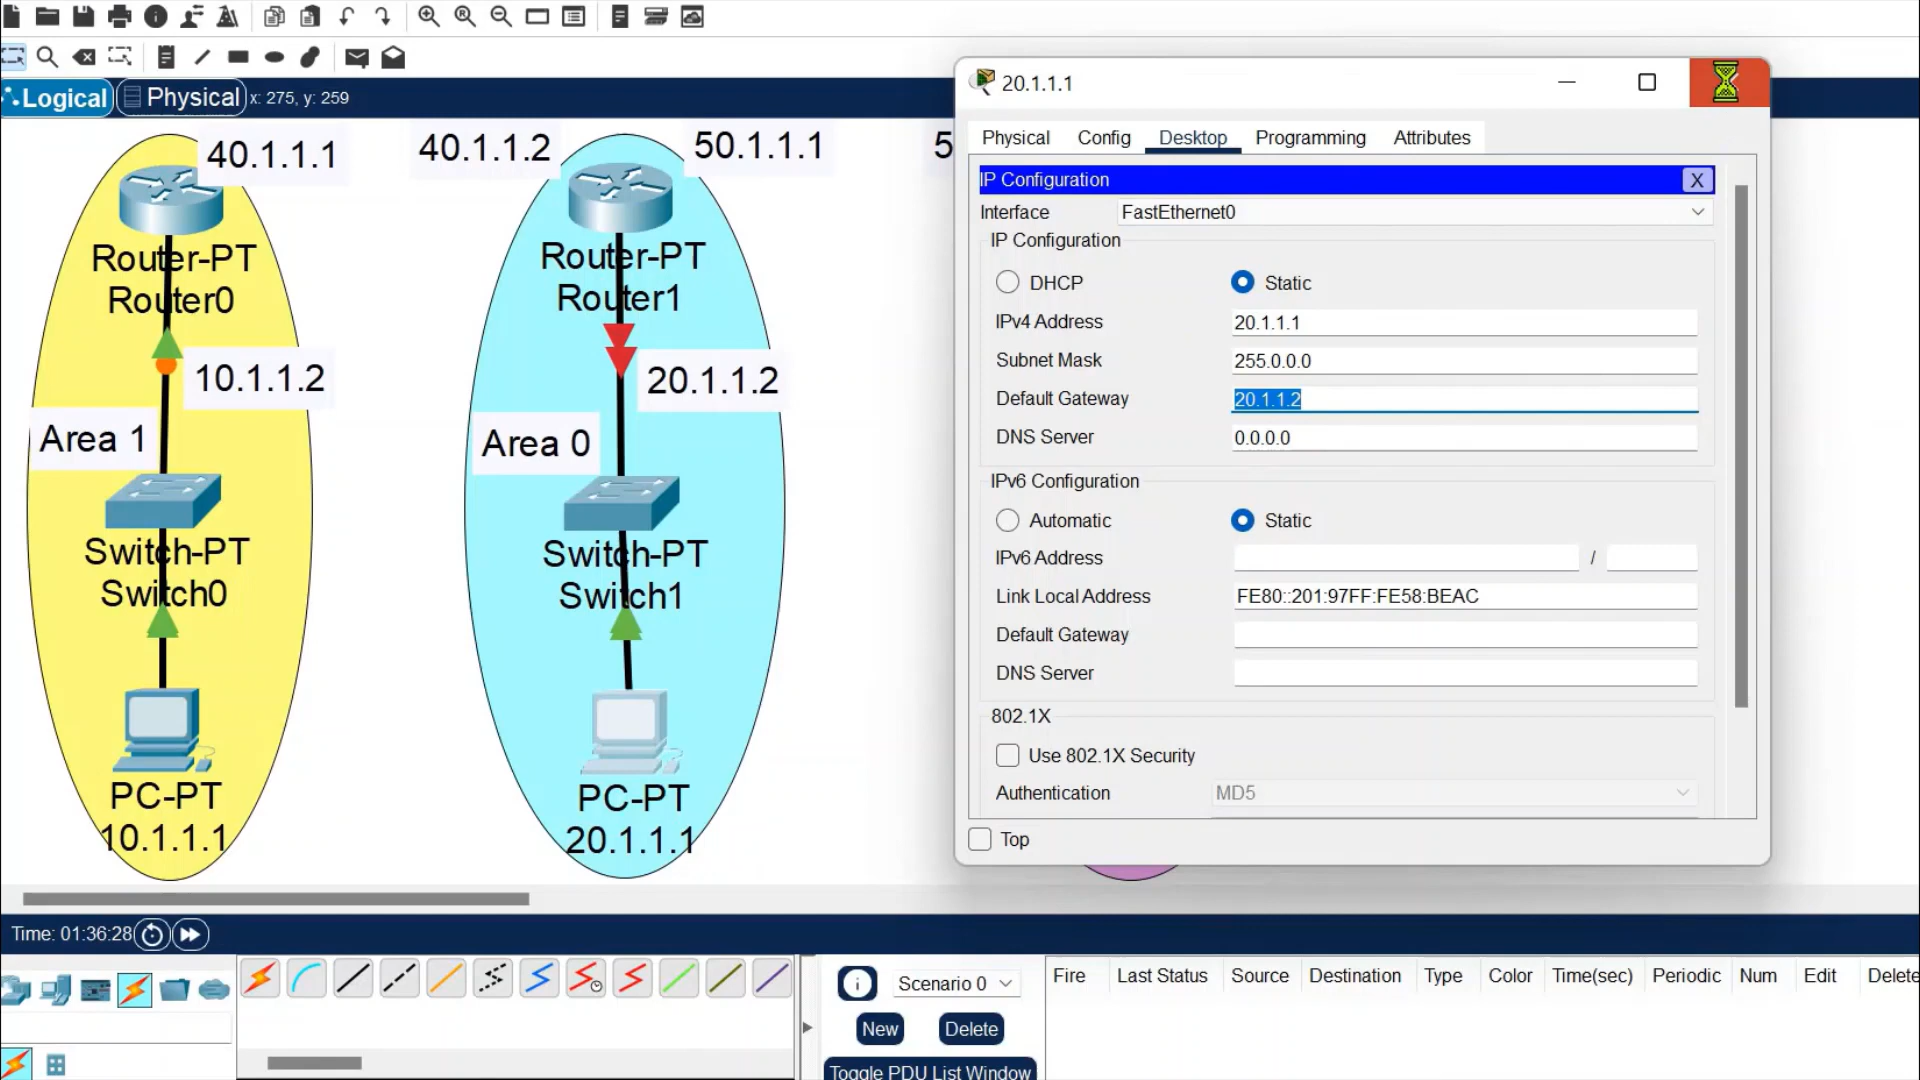 Logical
Physical
x: 275, y: 259
40.1.1.1
40.1.1.2
50.1.1.1
5
Router-PT
Router0
Router-PT
Router1
10.1.1.2
20.1.1.2
Area 1
Area 0
Switch-PT
Switch0
Switch-PT
Switch1
PC-PT
10.1.1.1
PC-PT
20.1.1.1
20.1.1.1
Physical
Config
Desktop
Programming
Attributes
IP Configuration
X
Interface
FastEthernet0
IP Configuration
DHCP
Static
IPv4 Address
20.1.1.1
Subnet Mask
255.0.0.0
Default Gateway
20.1.1.2
DNS Server
0.0.0.0
IPv6 Configuration
Automatic
Static
IPv6 Address
/
Link Local Address
FE80::201:97FF:FE58:BEAC
Default Gateway
DNS Server
802.1X
Use 802.1X Security
Authentication
MD5
Top
Time: 01:36:28
Scenario 0
New
Delete
Toggle PDU List Window
Fire
Last Status
Source
Destination
Type
Color
Time(sec)
Periodic
Num
Edit
Delete